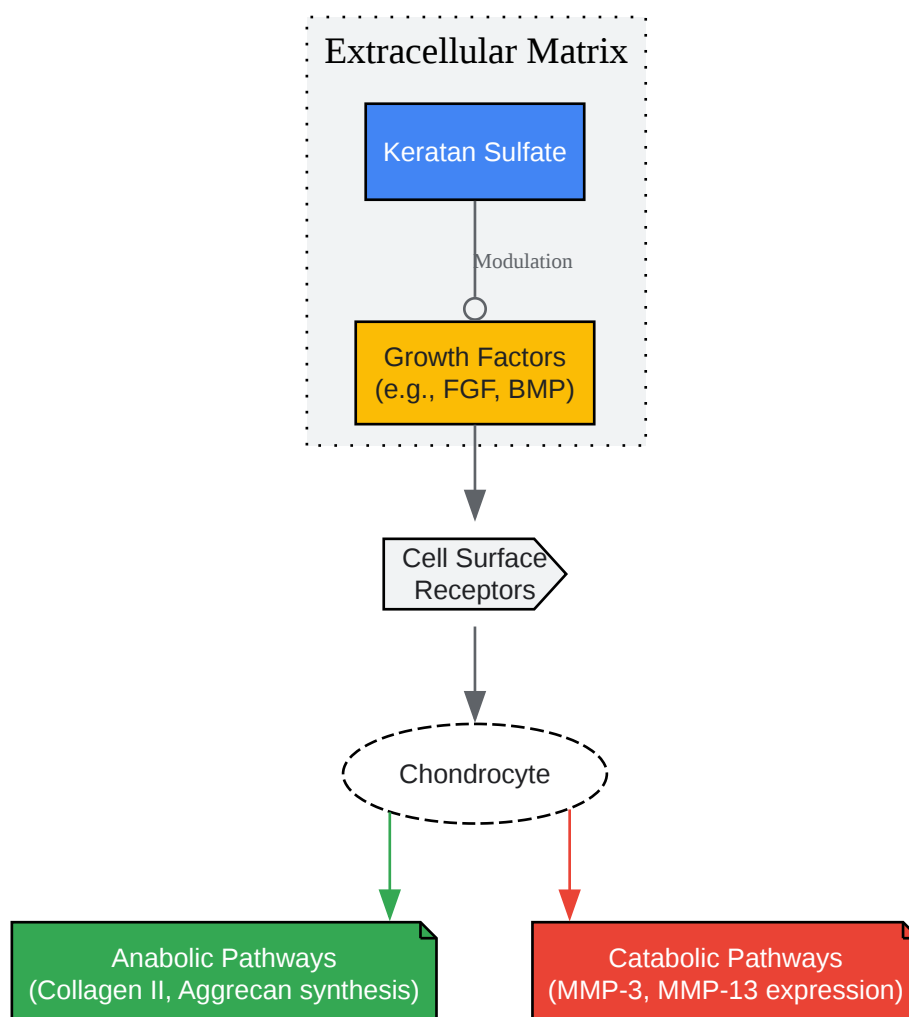 Extracellular Matrix
Keratan Sulfate
Modulation
Growth Factors
(e.g., FGF, BMP)
Cell Surface
Receptors
Chondrocyte
Anabolic Pathways
(Collagen II, Aggrecan synthesis)
Catabolic Pathways
(MMP-3, MMP-13 expression)